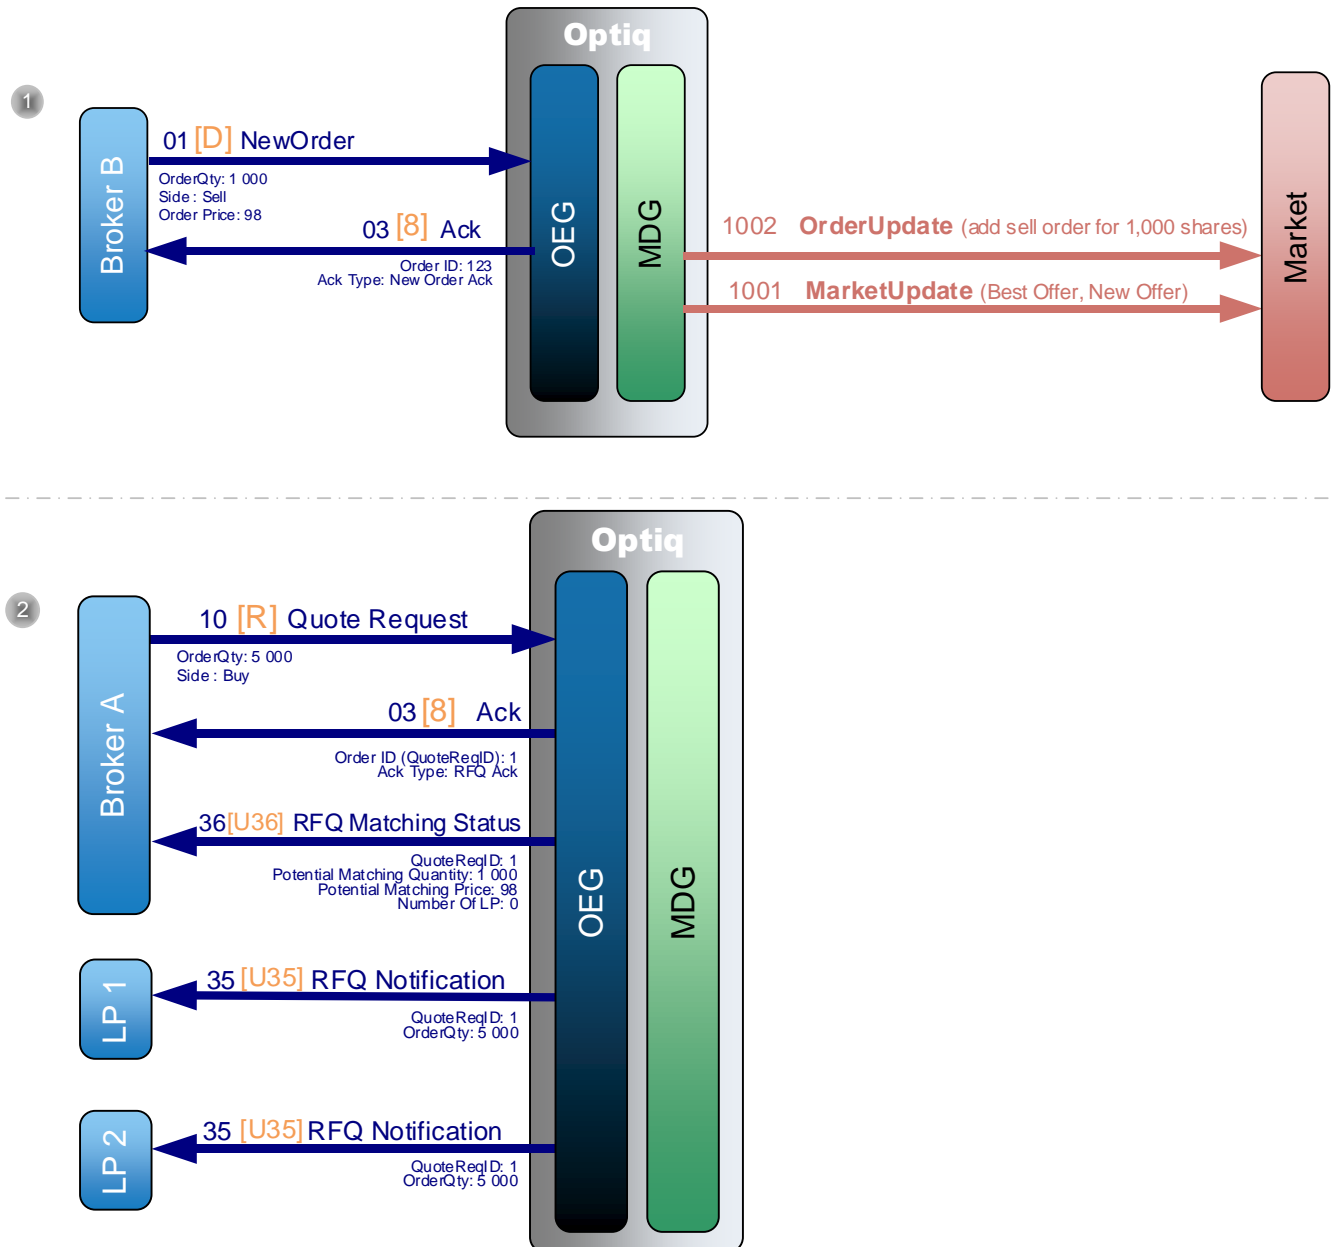 Optiq
1
Broker B
01 [D] NewOrder
OrderQty: 1 000
Side : Sell
Order Price: 98
03 [8] Ack
Order ID: 123
Ack Type: New Order Ack
OEG
MDG
1002 OrderUpdate (add sell order for 1,000 shares)
1001 MarketUpdate (Best Offer, New Offer)
Market
Optiq
2
Broker A
10 [R] Quote Request
OrderQty: 5 000
Side : Buy
03 [8] Ack
Order ID (QuoteReqID): 1
Ack Type: RFQ Ack
36 [U36] RFQ Matching Status
QuoteReqID: 1
Potential Matching Quantity: 1 000
Potential Matching Price: 98
Number Of LP: 0
OEG
MDG
LP 1
35 [U35] RFQ Notification
QuoteReqID: 1
OrderQty: 5 000
LP 2
35 [U35] RFQ Notification
QuoteReqID: 1
OrderQty: 5 000